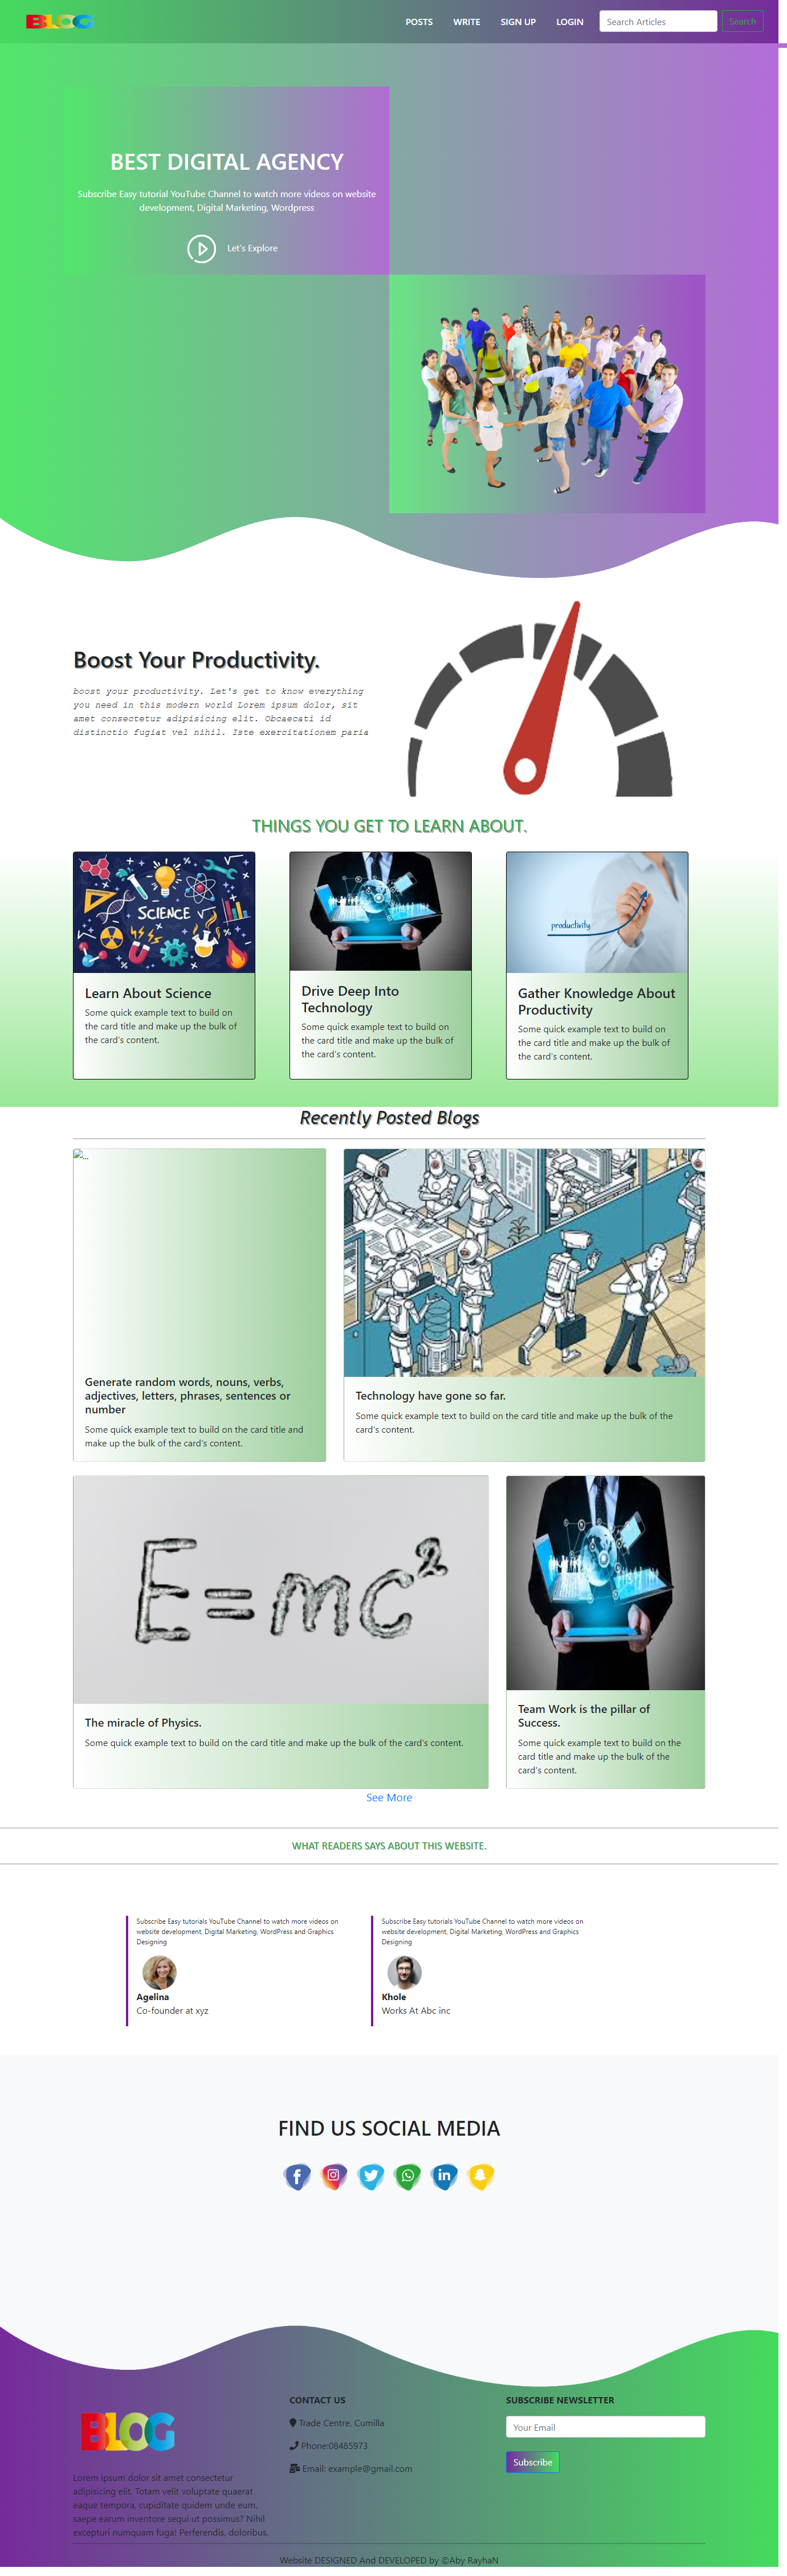 BLOG
POSTS WRITE SIGN UP LOGIN Search Articles Search
BEST DIGITAL AGENCY
Subscribe Easy tutorial YouTube Channel to watch more videos on website
development, Digital Marketing, Wordpress
Let's Explore
Boost Your Productivity.
boost your productivity. Let's get to know everything
you need in this modern world Lorem ipsum dolor, sit
amet consectetur adipisicing elit. Obcaecati id
distinctio fugiat vel nihil. Iste exercitationem paria
THINGS YOU GET TO LEARN ABOUT.
SCIENCE
Learn About Science
Some quick example text to build on
the card title and make up the bulk of
the card's content.
Drive Deep Into
Technology
Some quick example text to build on
the card title and make up the bulk of
the card's content.
productivity
Gather Knowledge About
Productivity
Some quick example text to build on
the card title and make up the bulk of
the card's content.
Recently Posted Blogs
...
Generate random words, nouns, verbs,
adjectives, letters, phrases, sentences or
number
Some quick example text to build on the card title and
make up the bulk of the card's content.
Technology have gone so far.
Some quick example text to build on the card title and make up the bulk of the
card's content.
E=mc²
The miracle of Physics.
Some quick example text to build on the card title and make up the bulk of the card's content.
Team Work is the pillar of
Success.
Some quick example text to build on the
card title and make up the bulk of the
card's content.
See More
WHAT READERS SAYS ABOUT THIS WEBSITE.
Subscribe Easy tutorials YouTube Channel to watch more videos on
website development, Digital Marketing, WordPress and Graphics
Designing
Agelina
Co-founder at xyz
Subscribe Easy tutorials YouTube Channel to watch more videos on
website development, Digital Marketing, WordPress and Graphics
Designing
Khole
Works At Abc inc
FIND US SOCIAL MEDIA
BLOG
Lorem ipsum dolor sit amet consectetur
adipisicing elit. Totam velit voluptate quaerat
eaque tempora, cupiditate quidem unde eum,
saepe earum inventore sequi ut possimus? Nihil
excepturi numquam fuga! Perferendis, doloribus.
CONTACT US
Trade Centre, Cumilla
Phone:08485973
Email: example@gmail.com
SUBSCRIBE NEWSLETTER
Your Email
Subscribe
Website DESIGNED And DEVELOPED by ©Aby RayhaN